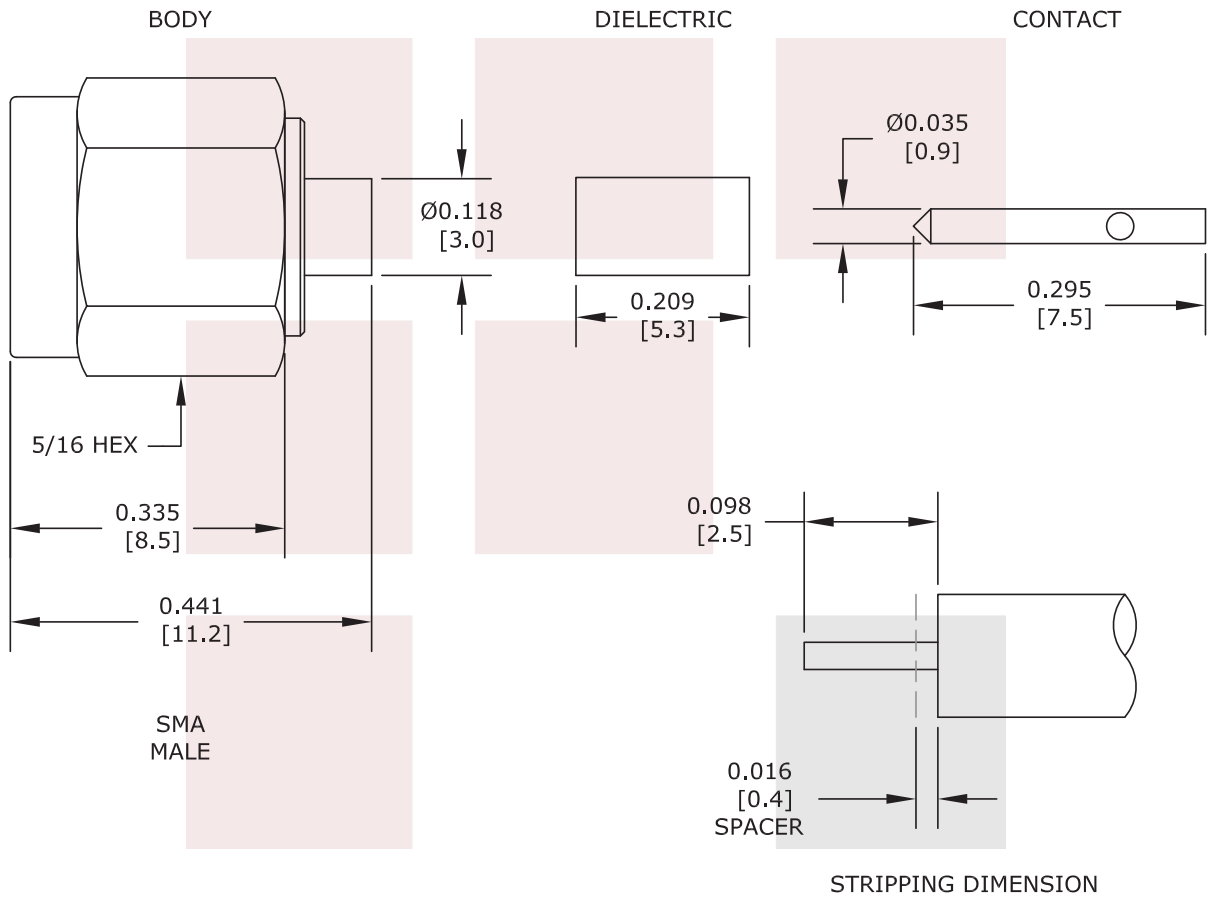 BODY
DIELECTRIC
CONTACT
Ø0.035
[0.9]
Ø0.118
[3.0]
0.209
[5.3]
0.295
[7.5]
5/16 HEX
0.335
[8.5]
0.098
[2.5]
0.441
[11.2]
SMA
MALE
0.016
[0.4]
SPACER
STRIPPING DIMENSION